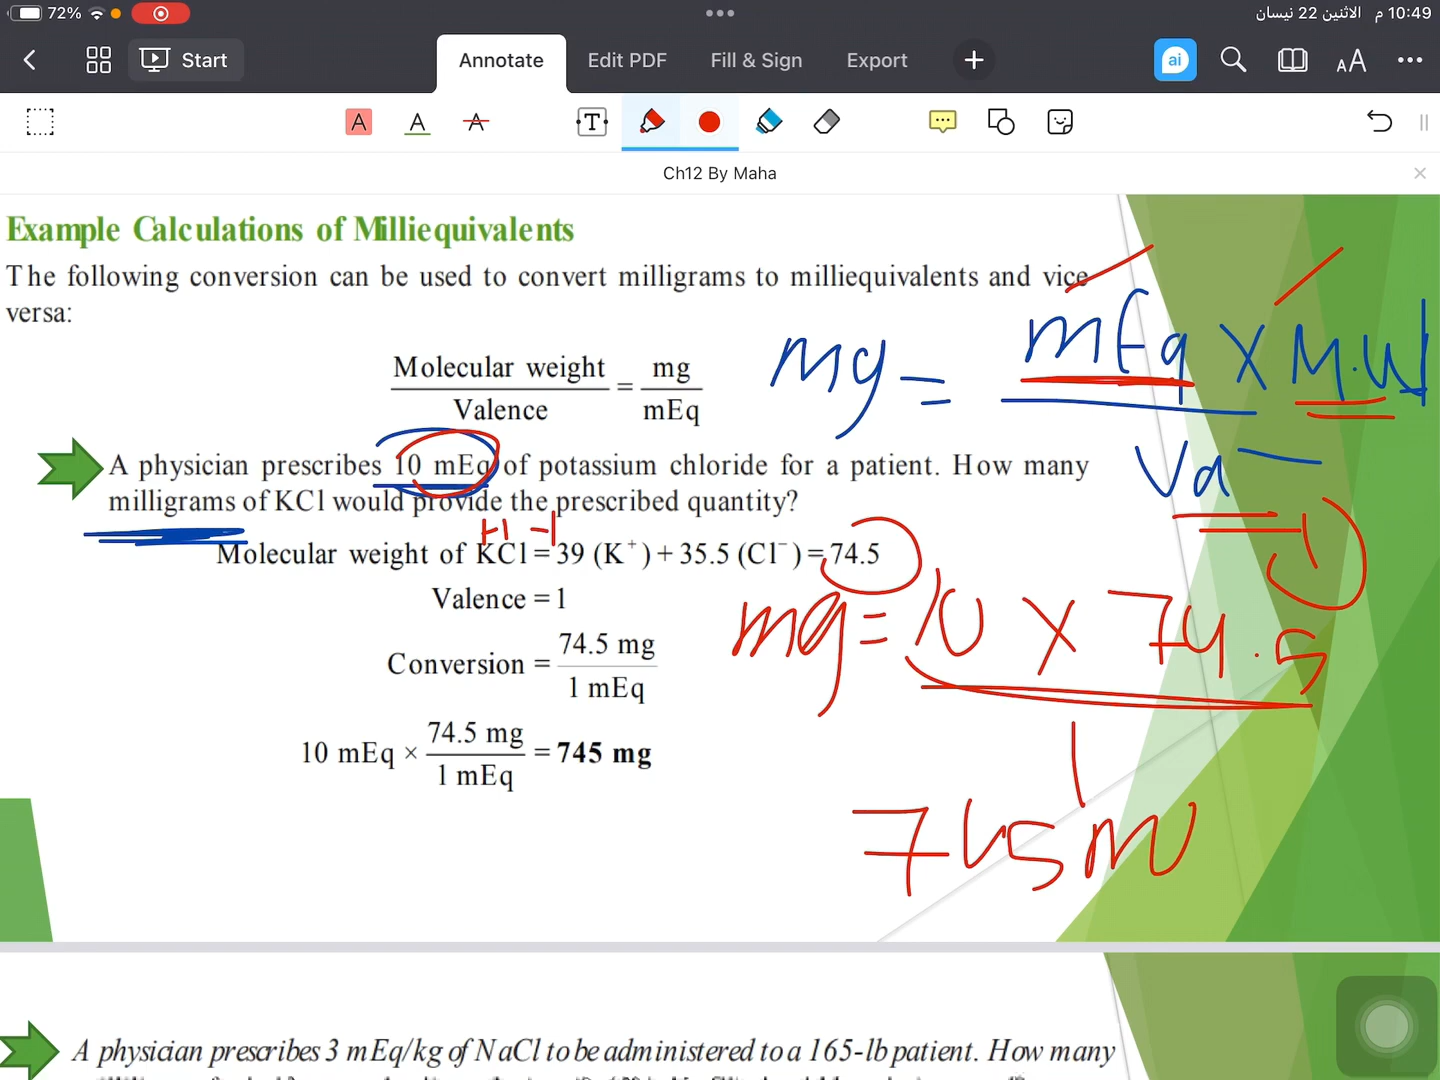 72%
10:49 م الاثنين 22 نيسان
Start
Annotate
Edit PDF
Fill & Sign
Export
ai
AA
A A A T
Ch12 By Maha
Example Calculations of Milliequivalents
The following conversion can be used to convert milligrams to milliequivalents and vice
versa:
Molecular weight / Valence = mg / mEq
mg = mEq × M.wt
Va
A physician prescribes 10 mEq of potassium chloride for a patient. How many
milligrams of KCl would provide the prescribed quantity?
+1 -1
1
Molecular weight of KCl = 39 (K⁺) + 35.5 (Cl⁻) = 74.5
Valence = 1
mg = 10 × 74.5
1
Conversion = 74.5 mg / 1 mEq
10 mEq × 74.5 mg / 1 mEq = 745 mg
745 m
A physician prescribes 3 mEq/kg of NaCl to be administered to a 165-lb patient. How many